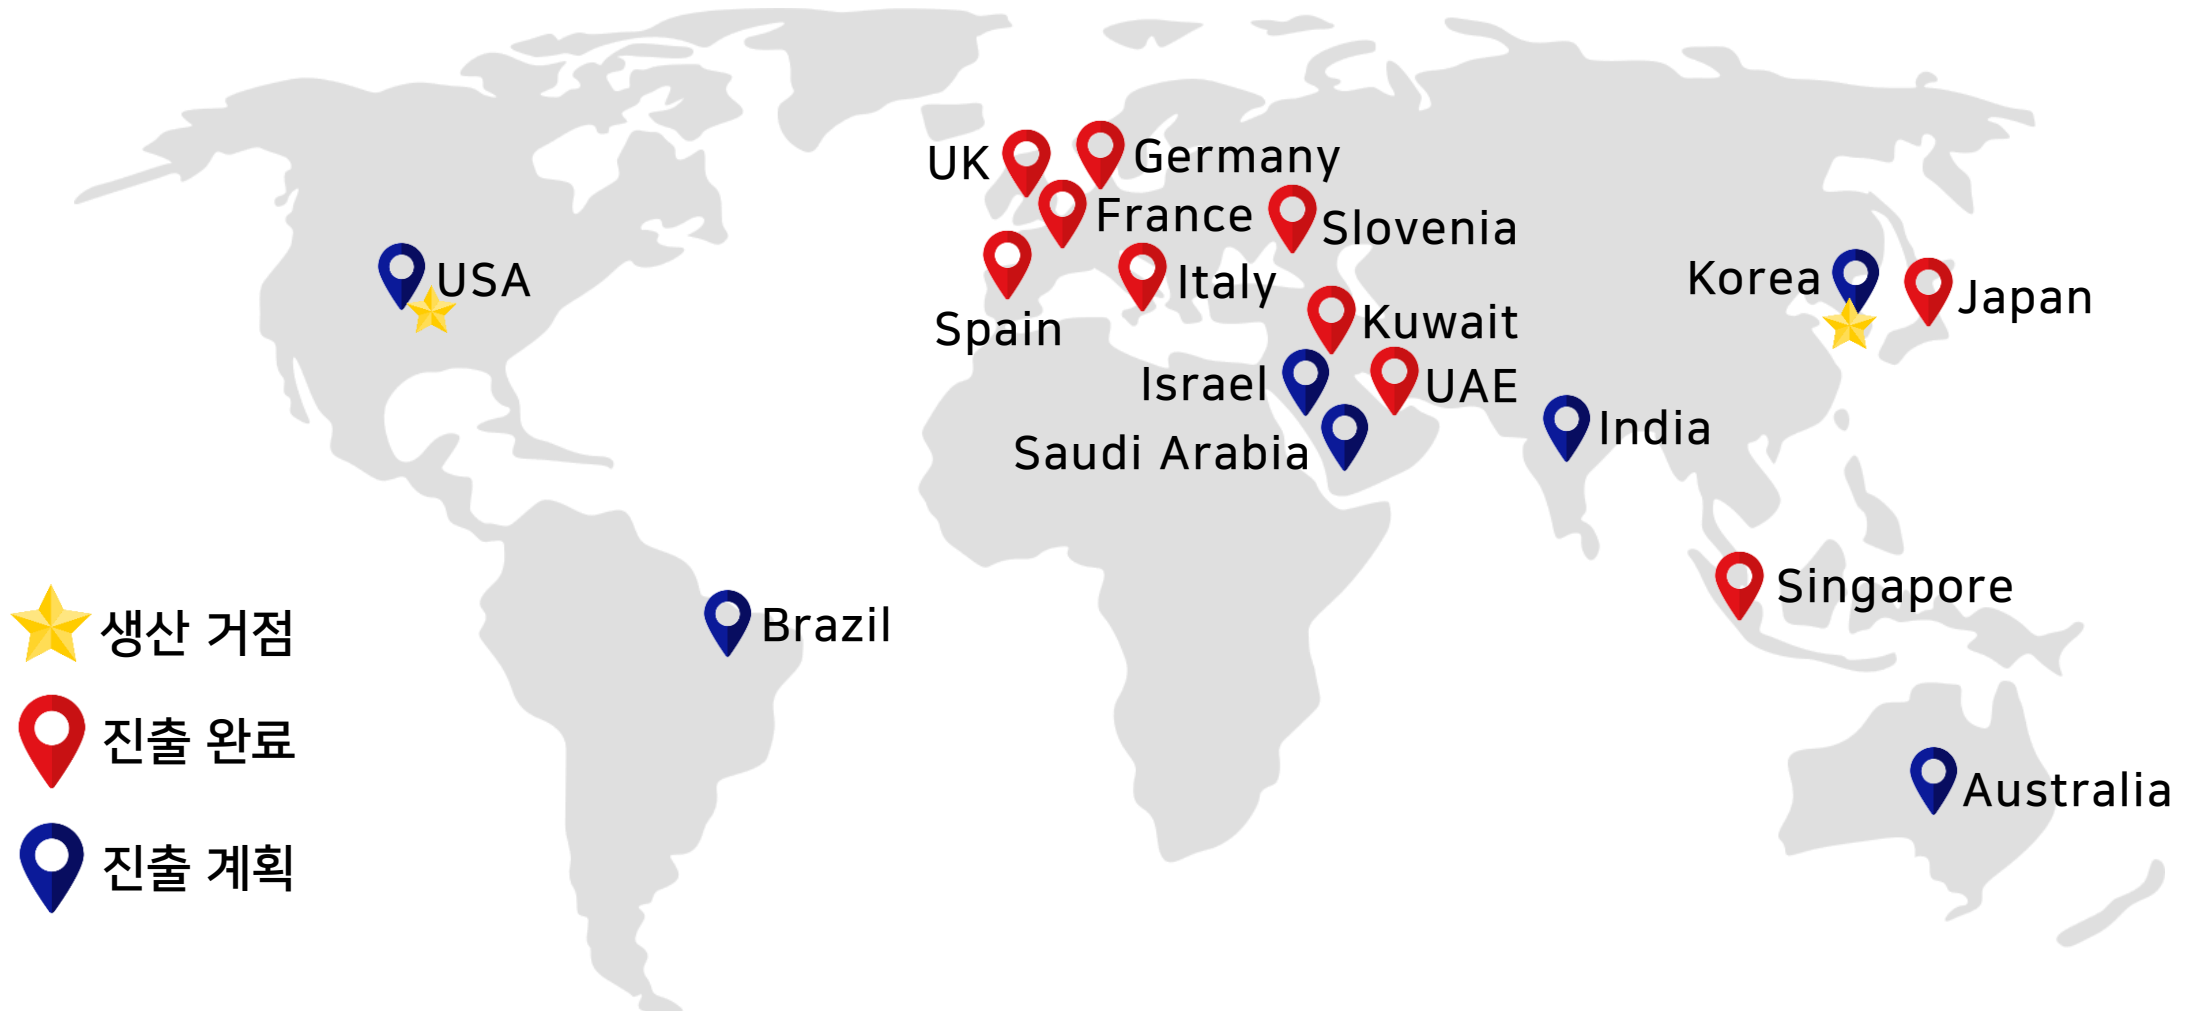 UK
Germany
France
Slovenia
USA
Italy
Korea
Japan
Spain
Kuwait
Israel
UAE
India
Saudi Arabia
Singapore
Brazil
생산 거점
진출 완료
Australia
진출 계획